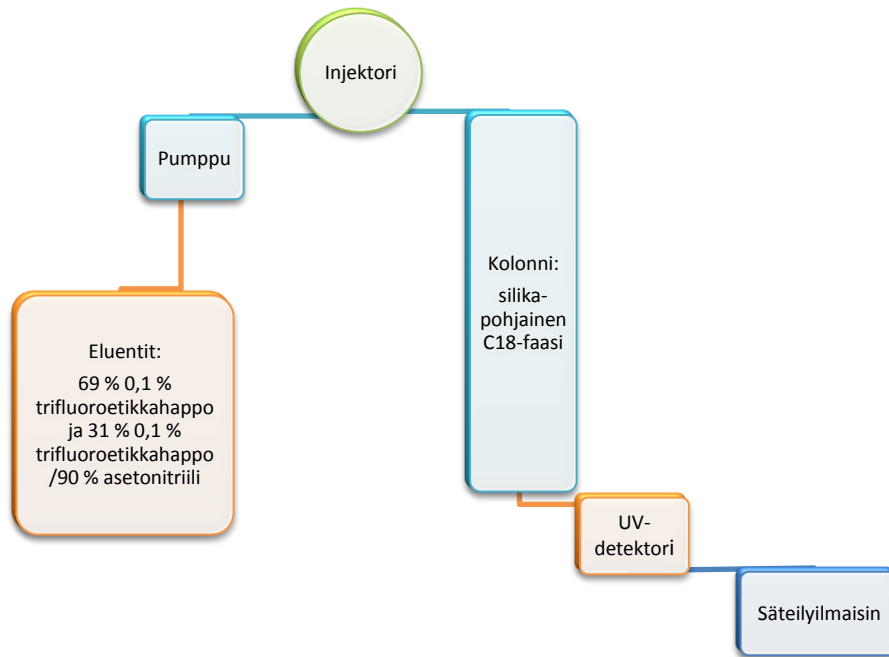 Injektori
Pumppu
Kolonni:
silika-
pohjainen
C18-faasi
Eluentit:
69 % 0,1 %
trifluoroetikkahappo
ja 31 % 0,1 %
trifluoroetikkahappo
/90 % asetonitriili
UV-
detektori
Säteilyilmaisin